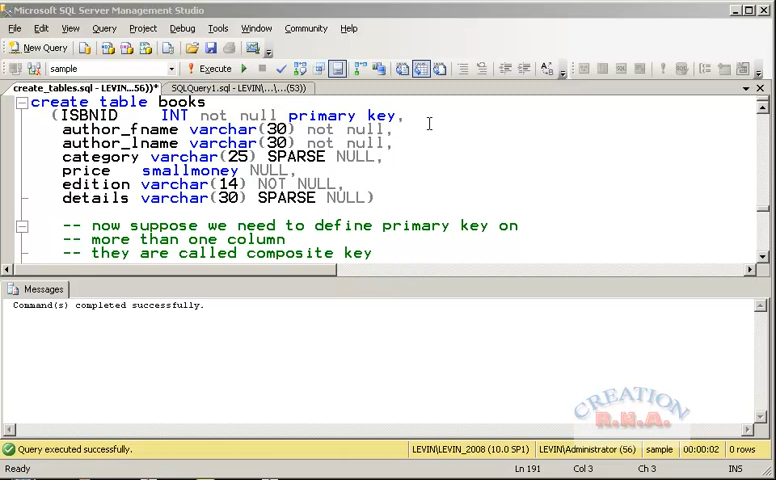 Microsoft SQL Server Management Studio
File Edit View Query Project Debug Tools Window Community Help
New Query
sample Execute
create_tables.sql - LEVIN...56))* SQLQuery1.sql - LEVIN\...\...(53))
create table books
(ISBNID INT not null primary key,
author_fname varchar(30) not null,
author_lname varchar(30) not null,
category varchar(25) SPARSE NULL,
price smallmoney NULL,
edition varchar(14) NOT NULL,
details varchar(30) SPARSE NULL)
-- now suppose we need to define primary key on
-- more than one column
-- they are called composite key
Messages
Command(s) completed successfully.
CREATION
R.N.A.
Query executed successfully. LEVIN\LEVIN_2008 (10.0 SP1) LEVIN\Administrator (56) sample 00:00:02 0 rows
Ready Ln 191 Col 3 Ch 3 INS